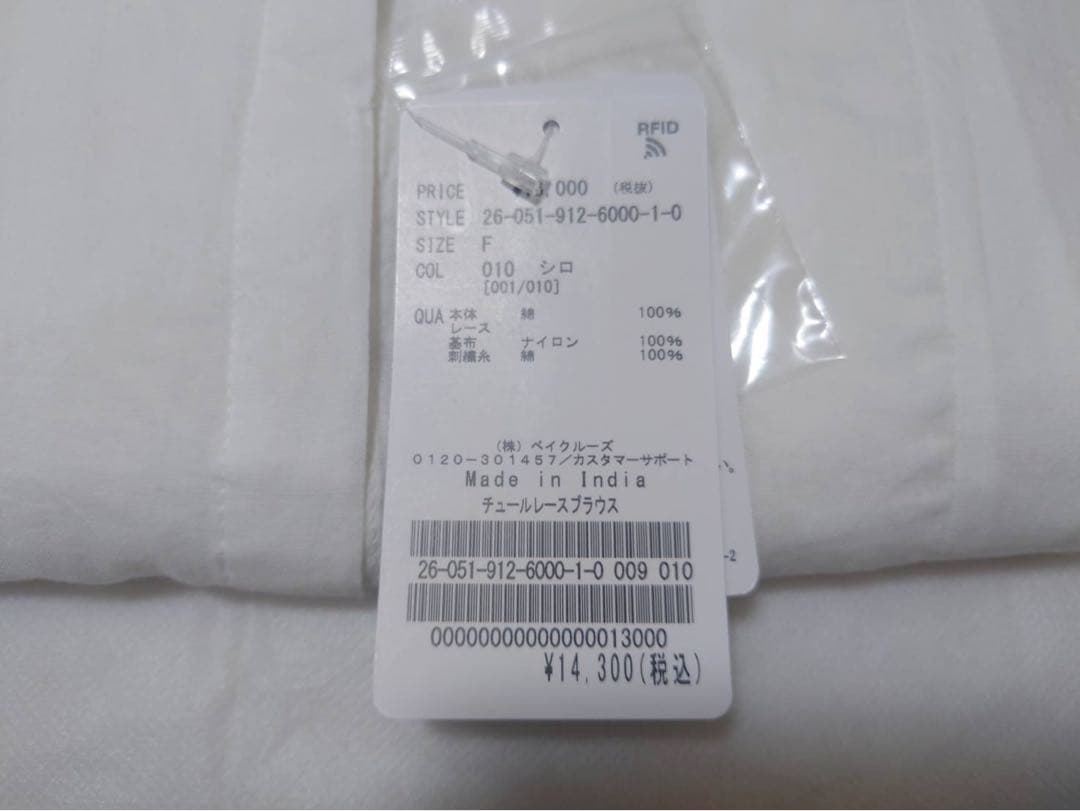 RFID
PRICE 000 (税抜)
STYLE 26-051-912-6000-1-0
SIZE F
COL 010 シロ
[001/010]
QUA 本体 綿 100%
レース
基布 ナイロン 100%
刺繍糸 綿 100%
(株) ベイクルーズ
0120-301457/カスタマーサポート
Made in India
チュールレースブラウス
26-051-912-6000-1-0 009 010
00000000000000013000
¥14,300(税込)
い。
-2